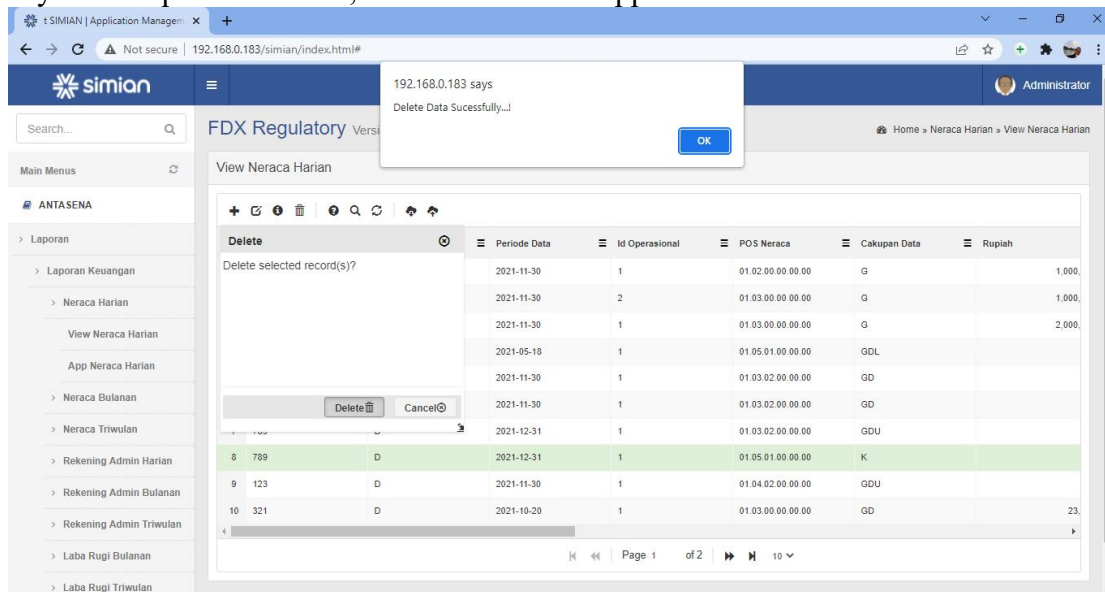 t SIMIAN | Application Managem
Not secure | 192.168.0.183/simian/index.html#
simian
192.168.0.183 says
Delete Data Sucessfully...!
OK
Administrator
Search...
FDX Regulatory Versi
Home » Neraca Harian » View Neraca Harian
Main Menus
View Neraca Harian
ANTASENA
Laporan
Laporan Keuangan
Neraca Harian
View Neraca Harian
App Neraca Harian
Neraca Bulanan
Neraca Triwulan
Rekening Admin Harian
Rekening Admin Bulanan
Rekening Admin Triwulan
Laba Rugi Bulanan
Laba Rugi Triwulan
Delete
Delete selected record(s)?
Delete Cancel
Periode Data Id Operasional POS Neraca Cakupan Data Rupiah
2021-11-30 1 01.02.00.00.00.00 G 1,000,
2021-11-30 2 01.03.00.00.00.00 G 1,000,
2021-11-30 1 01.03.00.00.00.00 G 2,000,
2021-05-18 1 01.05.01.00.00.00 GDL
2021-11-30 1 01.03.02.00.00.00 GD
2021-11-30 1 01.03.02.00.00.00 GD
2021-12-31 1 01.03.02.00.00.00 GDU
8 789 D 2021-12-31 1 01.05.01.00.00.00 K
9 123 D 2021-11-30 1 01.04.02.00.00.00 GDU
10 321 D 2021-10-20 1 01.03.00.00.00.00 GD 23,
Page 1 of 2 10